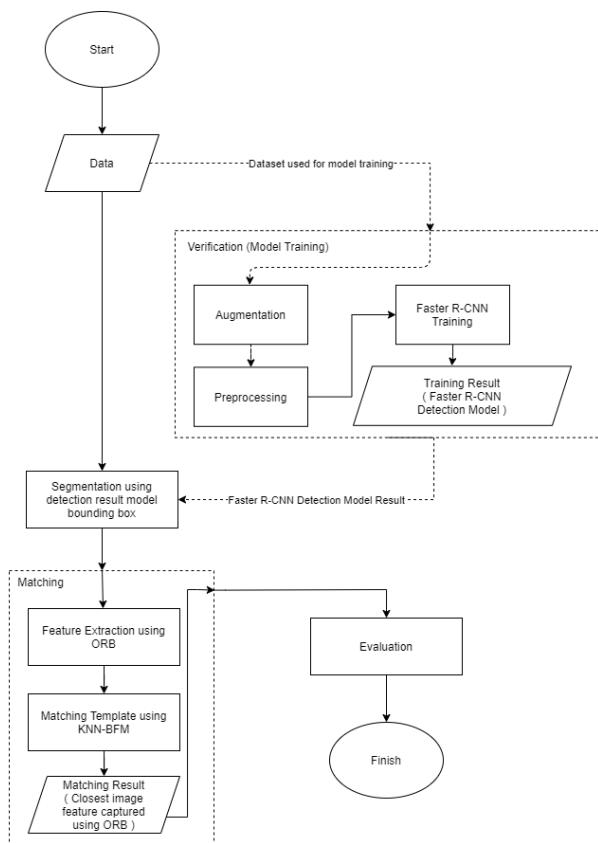 Start
Data
Dataset used for model training
Verification (Model Training)
Augmentation
Faster R-CNN
Training
Preprocessing
Training Result
( Faster R-CNN
Detection Model )
Segmentation using
detection result model
bounding box
Faster R-CNN Detection Model Result
Matching
Feature Extraction using
ORB
Evaluation
Matching Template using
KNN-BFM
Matching Result
( Closest image
feature captured
using ORB )
Finish